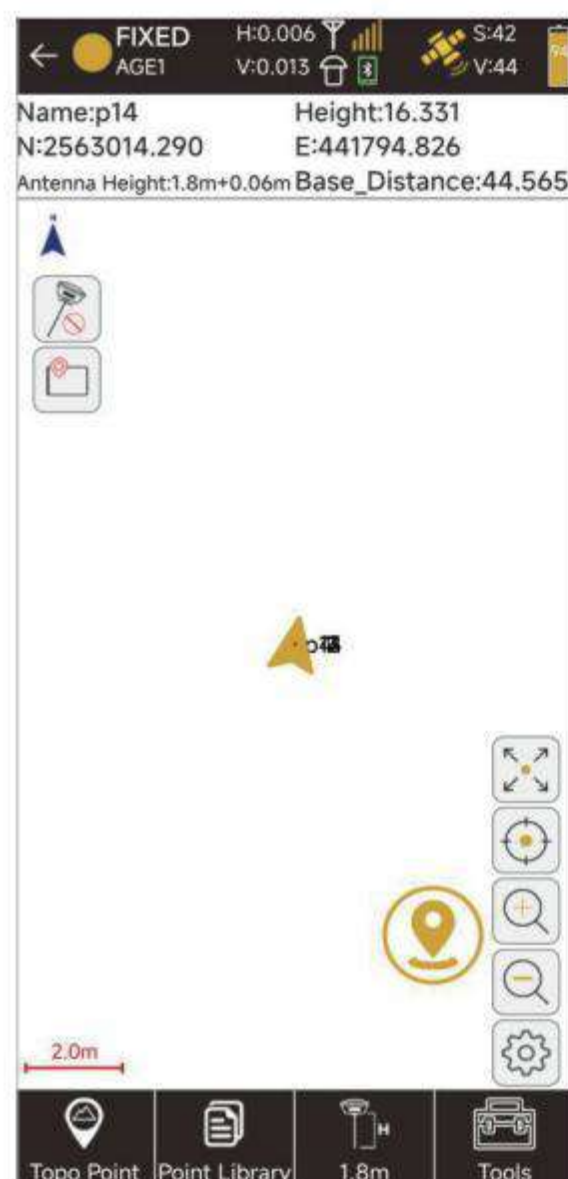 FIXED H:0.006 S:42
AGE1 V:0.013 V:44
94
Name:p14 Height:16.331
N:2563014.290 E:441794.826
Antenna Height:1.8m+0.06m Base_Distance:44.565
2.0m
H
Topo Point Point Library 1.8m Tools